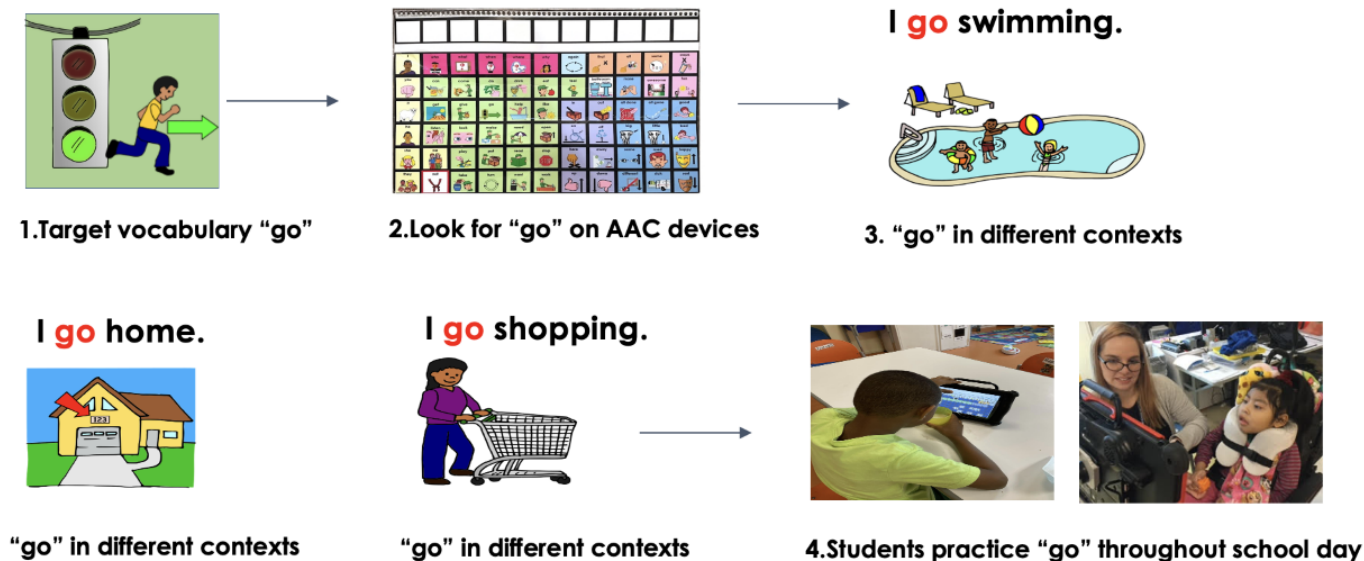 I go swimming.
1.Target vocabulary “go”
2.Look for “go” on AAC devices
3. “go” in different contexts
I go home.
I go shopping.
123
“go” in different contexts
“go” in different contexts
4.Students practice “go” throughout school day